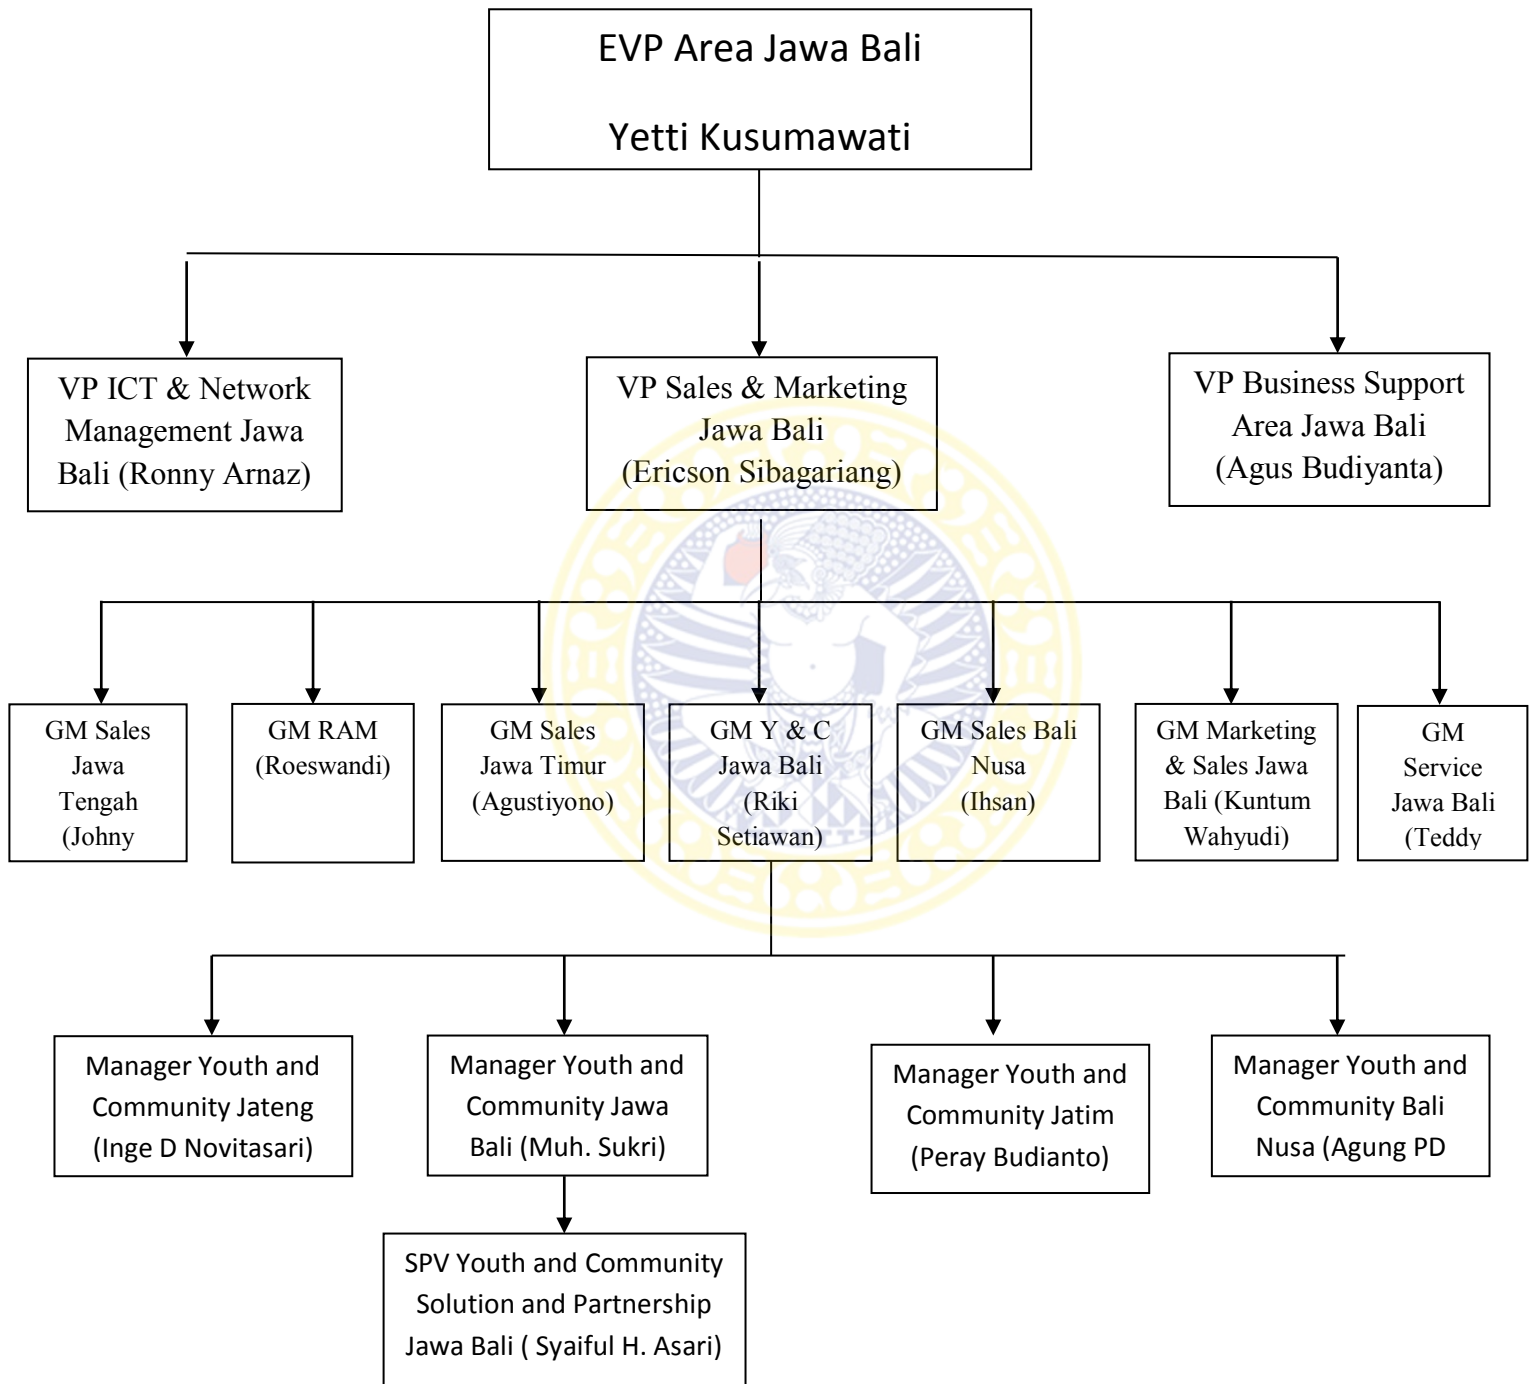 EVP Area Jawa Bali
Yetti Kusumawati
VP ICT & Network
Management Jawa
Bali (Ronny Arnaz)
VP Sales & Marketing
Jawa Bali
(Ericson Sibagariang)
VP Business Support
Area Jawa Bali
(Agus Budiyanta)
GM Sales
Jawa
Tengah
(Johny
GM RAM
(Roeswandi)
GM Sales
Jawa Timur
(Agustiyono)
GM Y & C
Jawa Bali
(Riki
Setiawan)
GM Sales Bali
Nusa
(Ihsan)
GM Marketing
& Sales Jawa
Bali (Kuntum
Wahyudi)
GM
Service
Jawa Bali
(Teddy
Manager Youth and
Community Jateng
(Inge D Novitasari)
Manager Youth and
Community Jawa
Bali (Muh. Sukri)
Manager Youth and
Community Jatim
(Peray Budianto)
Manager Youth and
Community Bali
Nusa (Agung PD
SPV Youth and Community
Solution and Partnership
Jawa Bali ( Syaiful H. Asari)